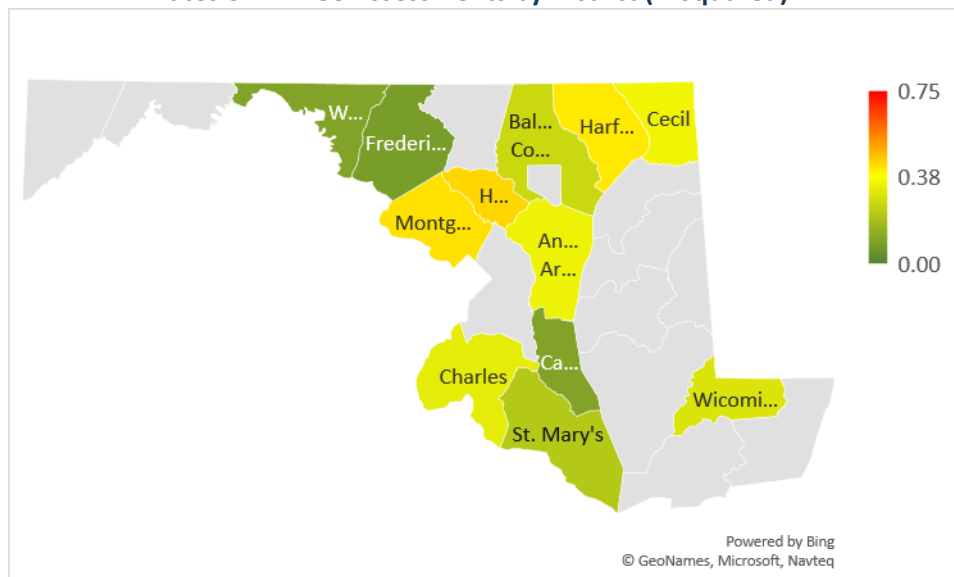 0.75
W...
Bal...
Co...
Harf...
Cecil
Frederi...
0.38
H...
Montg...
An...
Ar...
0.00
Ca...
Charles
Wicomi...
St. Mary's
Powered by Bing
© GeoNames, Microsoft, Navteq